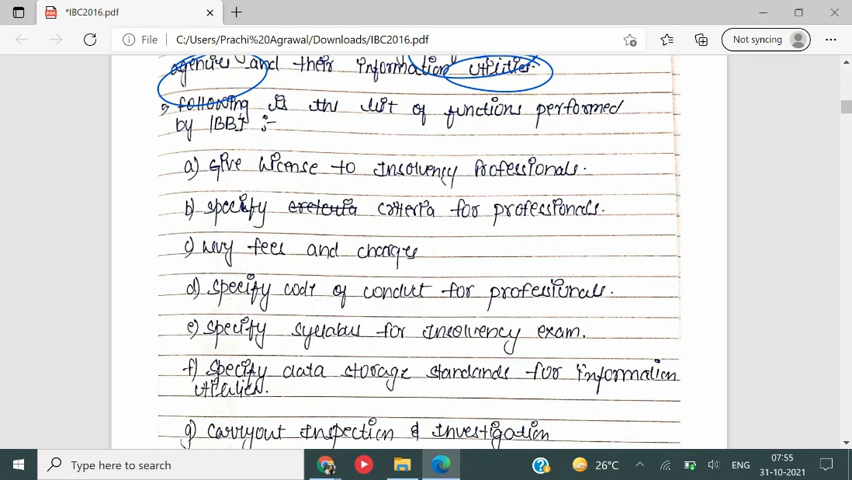 *IBC2016.pdf
File C:/Users/Prachi%20Agrawal/Downloads/IBC2016.pdf
Not syncing
agencies and their information utilities.
following is the list of functions performed
by IBBI :-
a) Give License to Insolvency Professionals.
b) specify creteria criteria for professionals.
c) levy fees and charges
d) specify code of conduct for professionals.
e) specify syllabus for insolvency exam.
f) specify data storage standards for information
utilities.
g) carryout inspection & investigation
Type here to search
26°C
ENG
07:55
31-10-2021